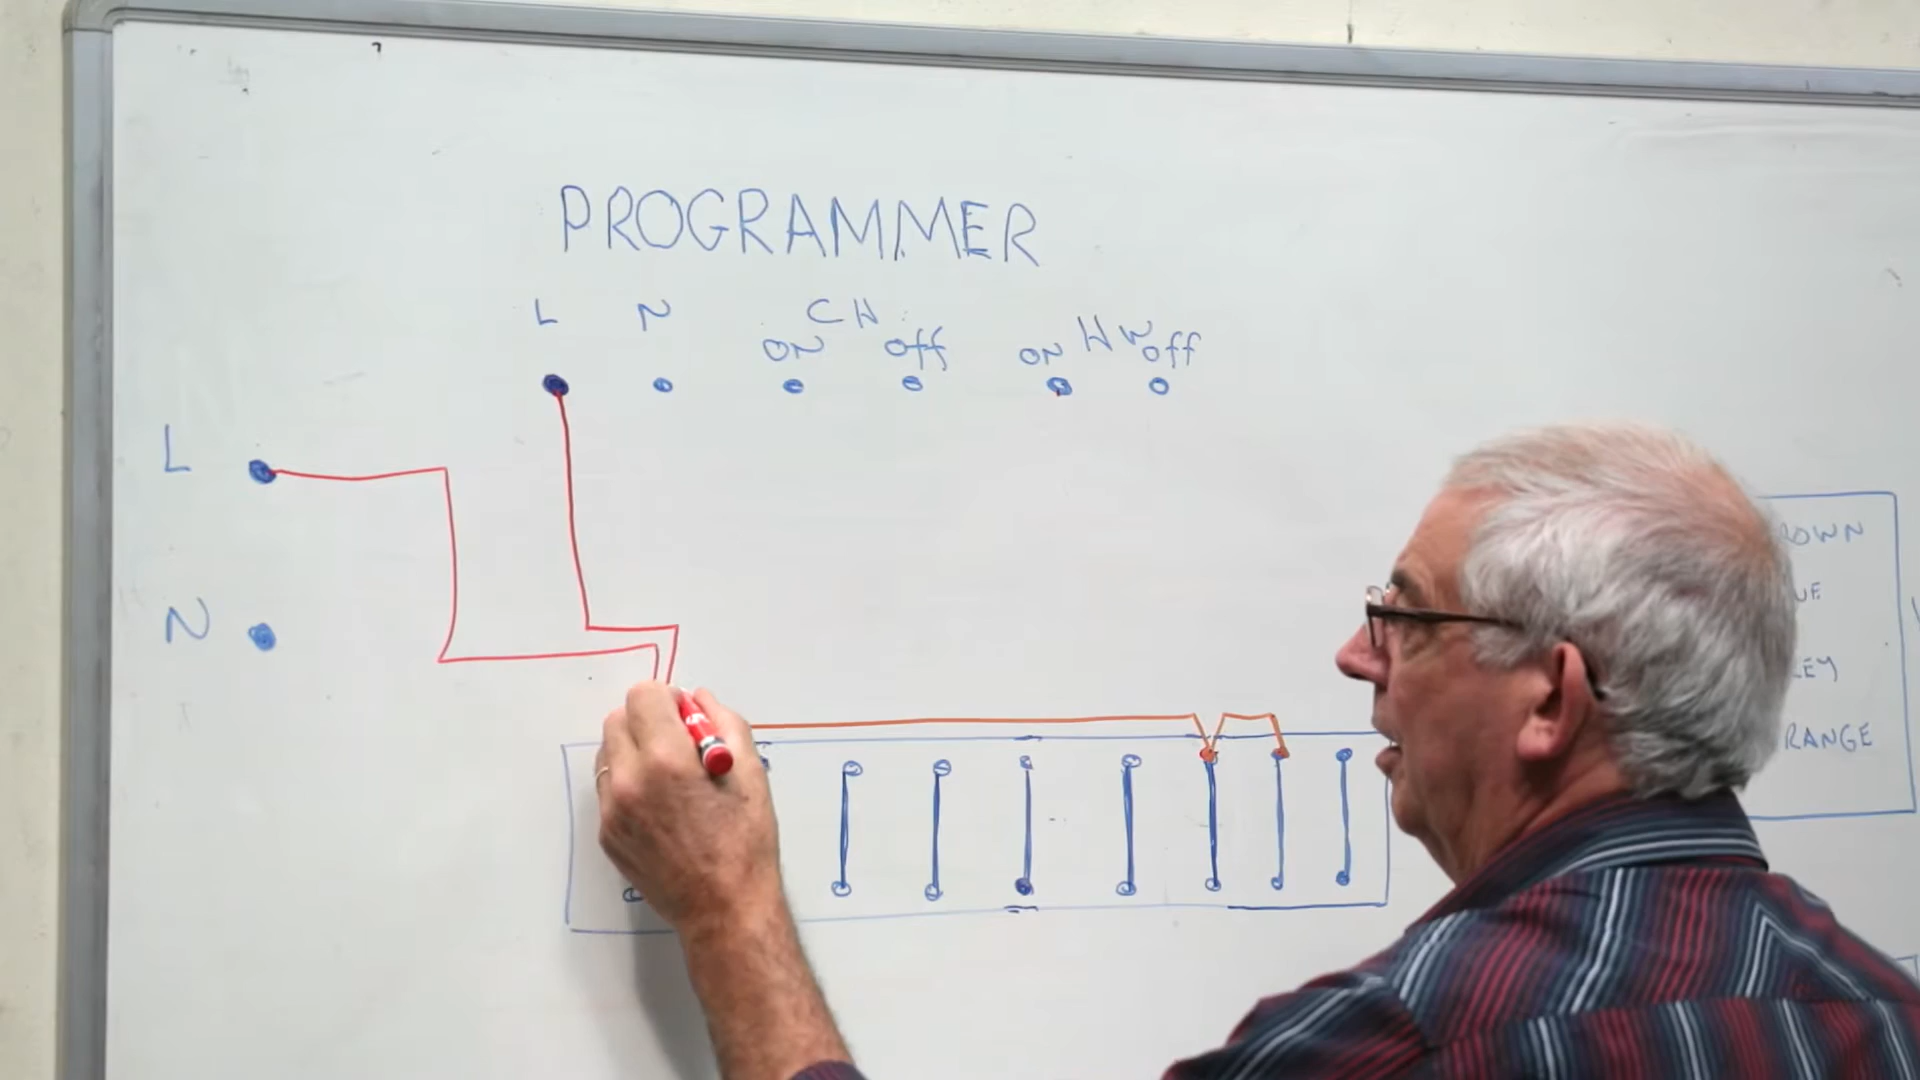 PROGRAMMER
L N CH HW
ON Off ON Off
L
N
RANGE